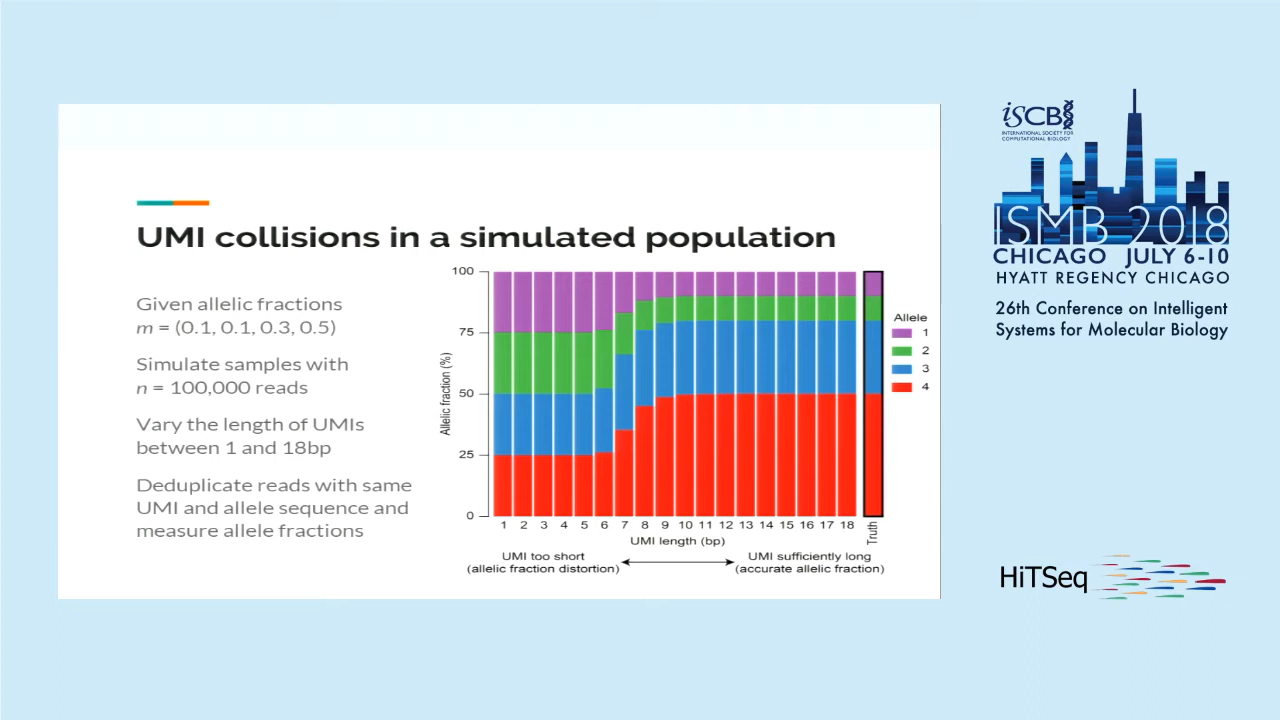 UMI collisions in a simulated population
Given allelic fractions
m = (0.1, 0.1, 0.3, 0.5)
Simulate samples with
n = 100,000 reads
Vary the length of UMIs
between 1 and 18bp
Deduplicate reads with same
UMI and allele sequence and
measure allele fractions
Allelic fraction (%)
100
75
50
25
0
1 2 3 4 5 6 7 8 9 10 11 12 13 14 15 16 17 18 Truth
UMI length (bp)
UMI too short
(allelic fraction distortion)
UMI sufficiently long
(accurate allelic fraction)
Allele
1
2
3
4
iSCB
INTERNATIONAL SOCIETY FOR
COMPUTATIONAL BIOLOGY
ISMB 2018
CHICAGO JULY 6-10
HYATT REGENCY CHICAGO
26th Conference on Intelligent
Systems for Molecular Biology
HiTSeq